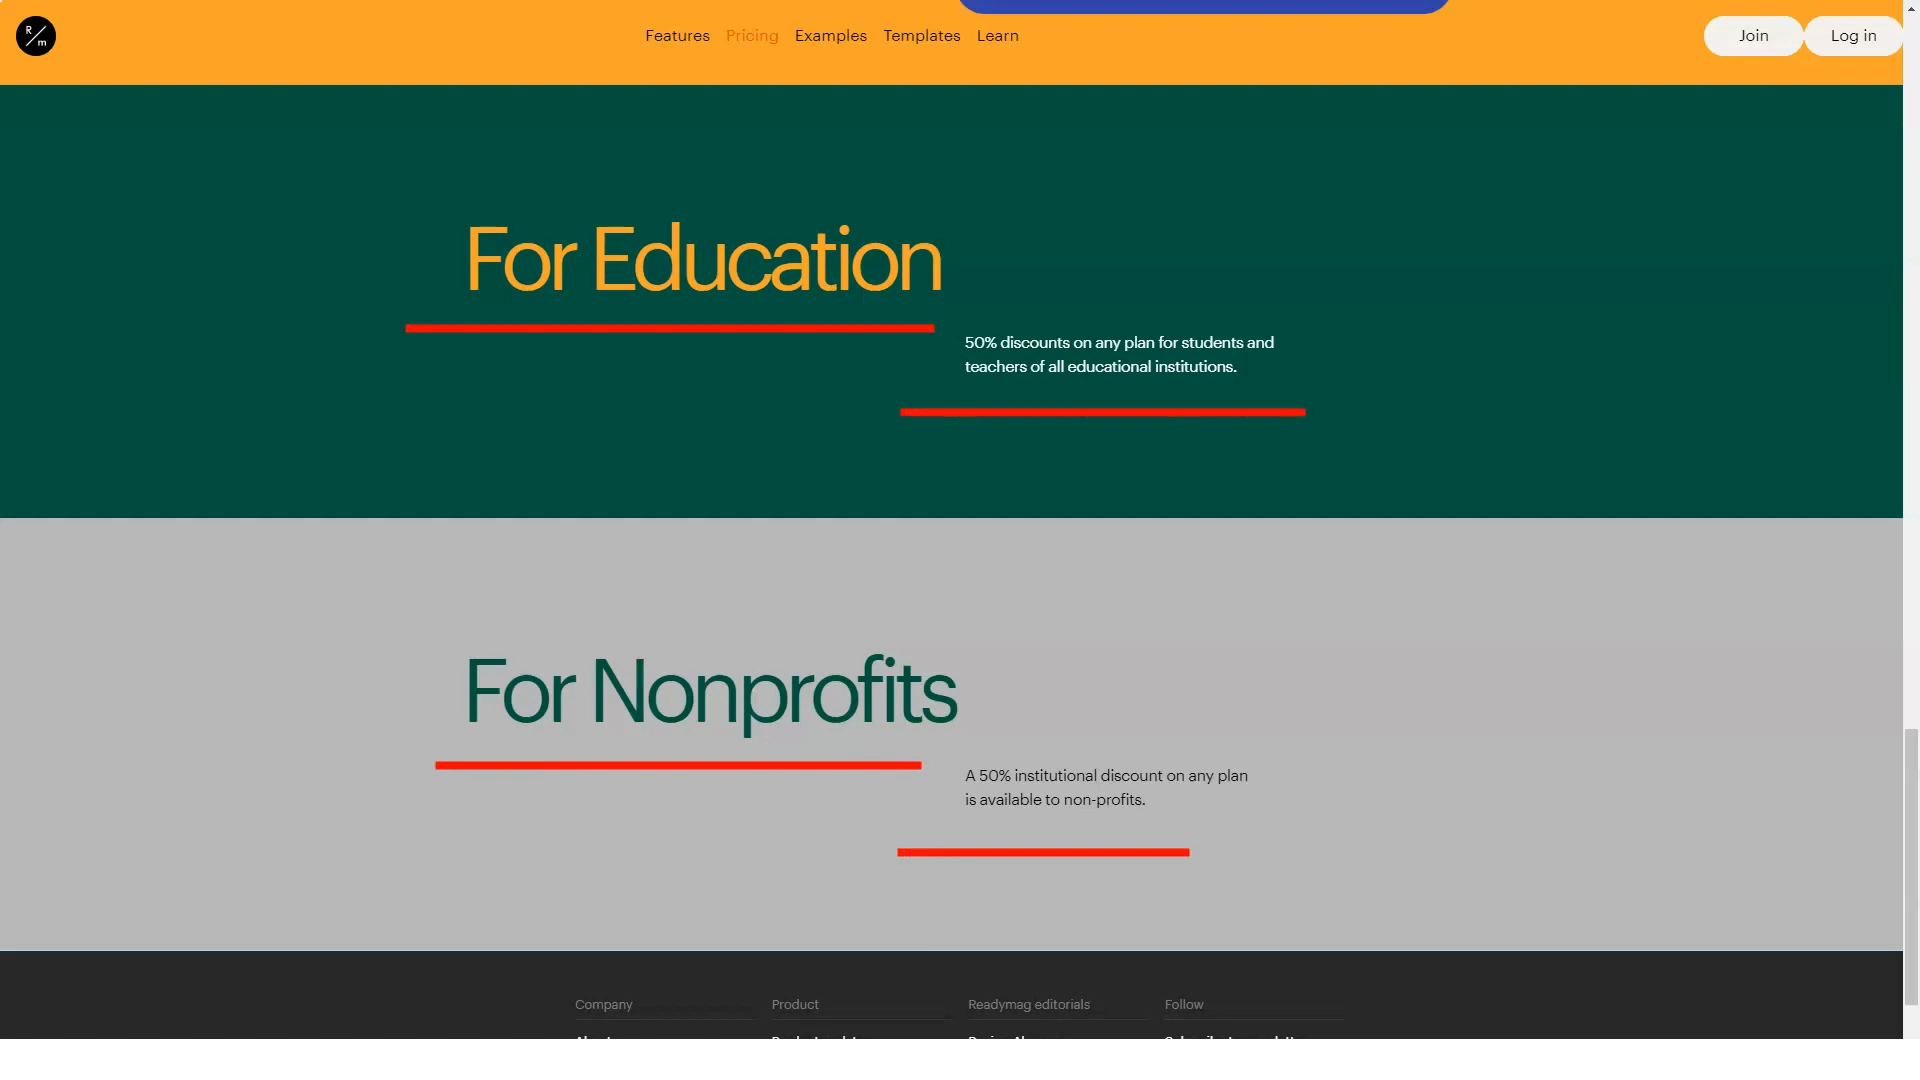 R
m
Features Pricing Examples Templates Learn
Join Log in
For Education
50% discounts on any plan for students and
teachers of all educational institutions.
For Nonprofits
A 50% institutional discount on any plan
is available to non-profits.
Company Product Readymag editorials Follow